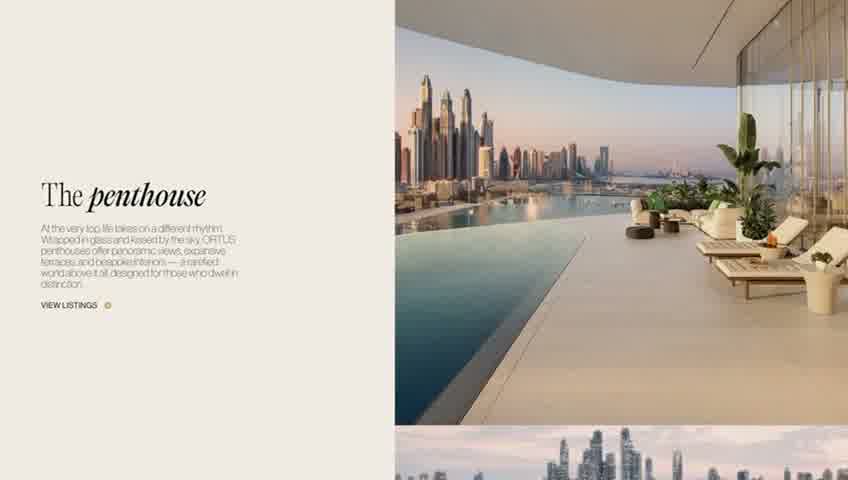 The penthouse
At the very top, life takes on a different rhythm.
Wrapped in glass and kissed by the sky, ORTUS
penthouses offer panoramic views, expansive
terraces, and bespoke interiors — a rarefied
world above it all, designed for those who dwell in
distinction.
VIEW LISTINGS